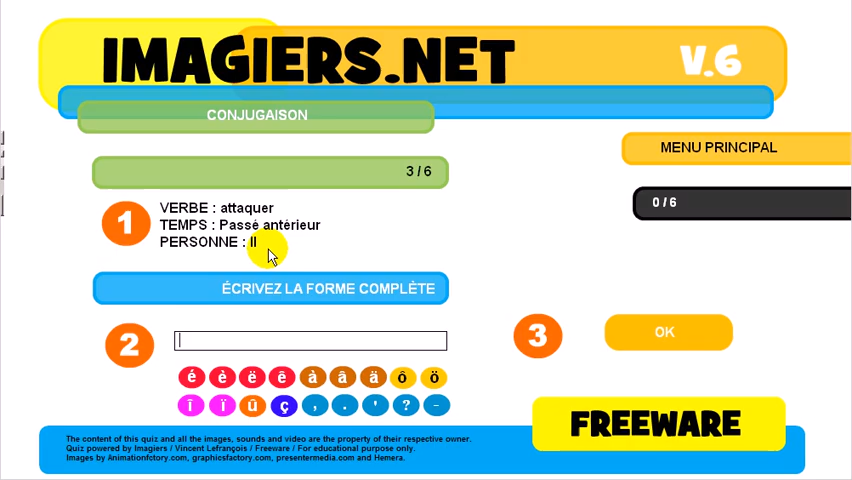 IMAGIERS.NET
V.6
CONJUGAISON
MENU PRINCIPAL
3 / 6
0 / 6
1
VERBE : attaquer
TEMPS : Passé antérieur
PERSONNE : Il
ÉCRIVEZ LA FORME COMPLÈTE
2
3
OK
é è ë ē à â ä ô ö
î ï û ç , . ' ? -
FREEWARE
The content of this quiz and all the images, sounds and video are the property of their respective owner.
Quiz powered by Imagiers / Vincent Lefrançois / Freeware / For educational purpose only.
Images by Animationfctory.com, graphicsfactory.com, presentermedia.com and Hemera.